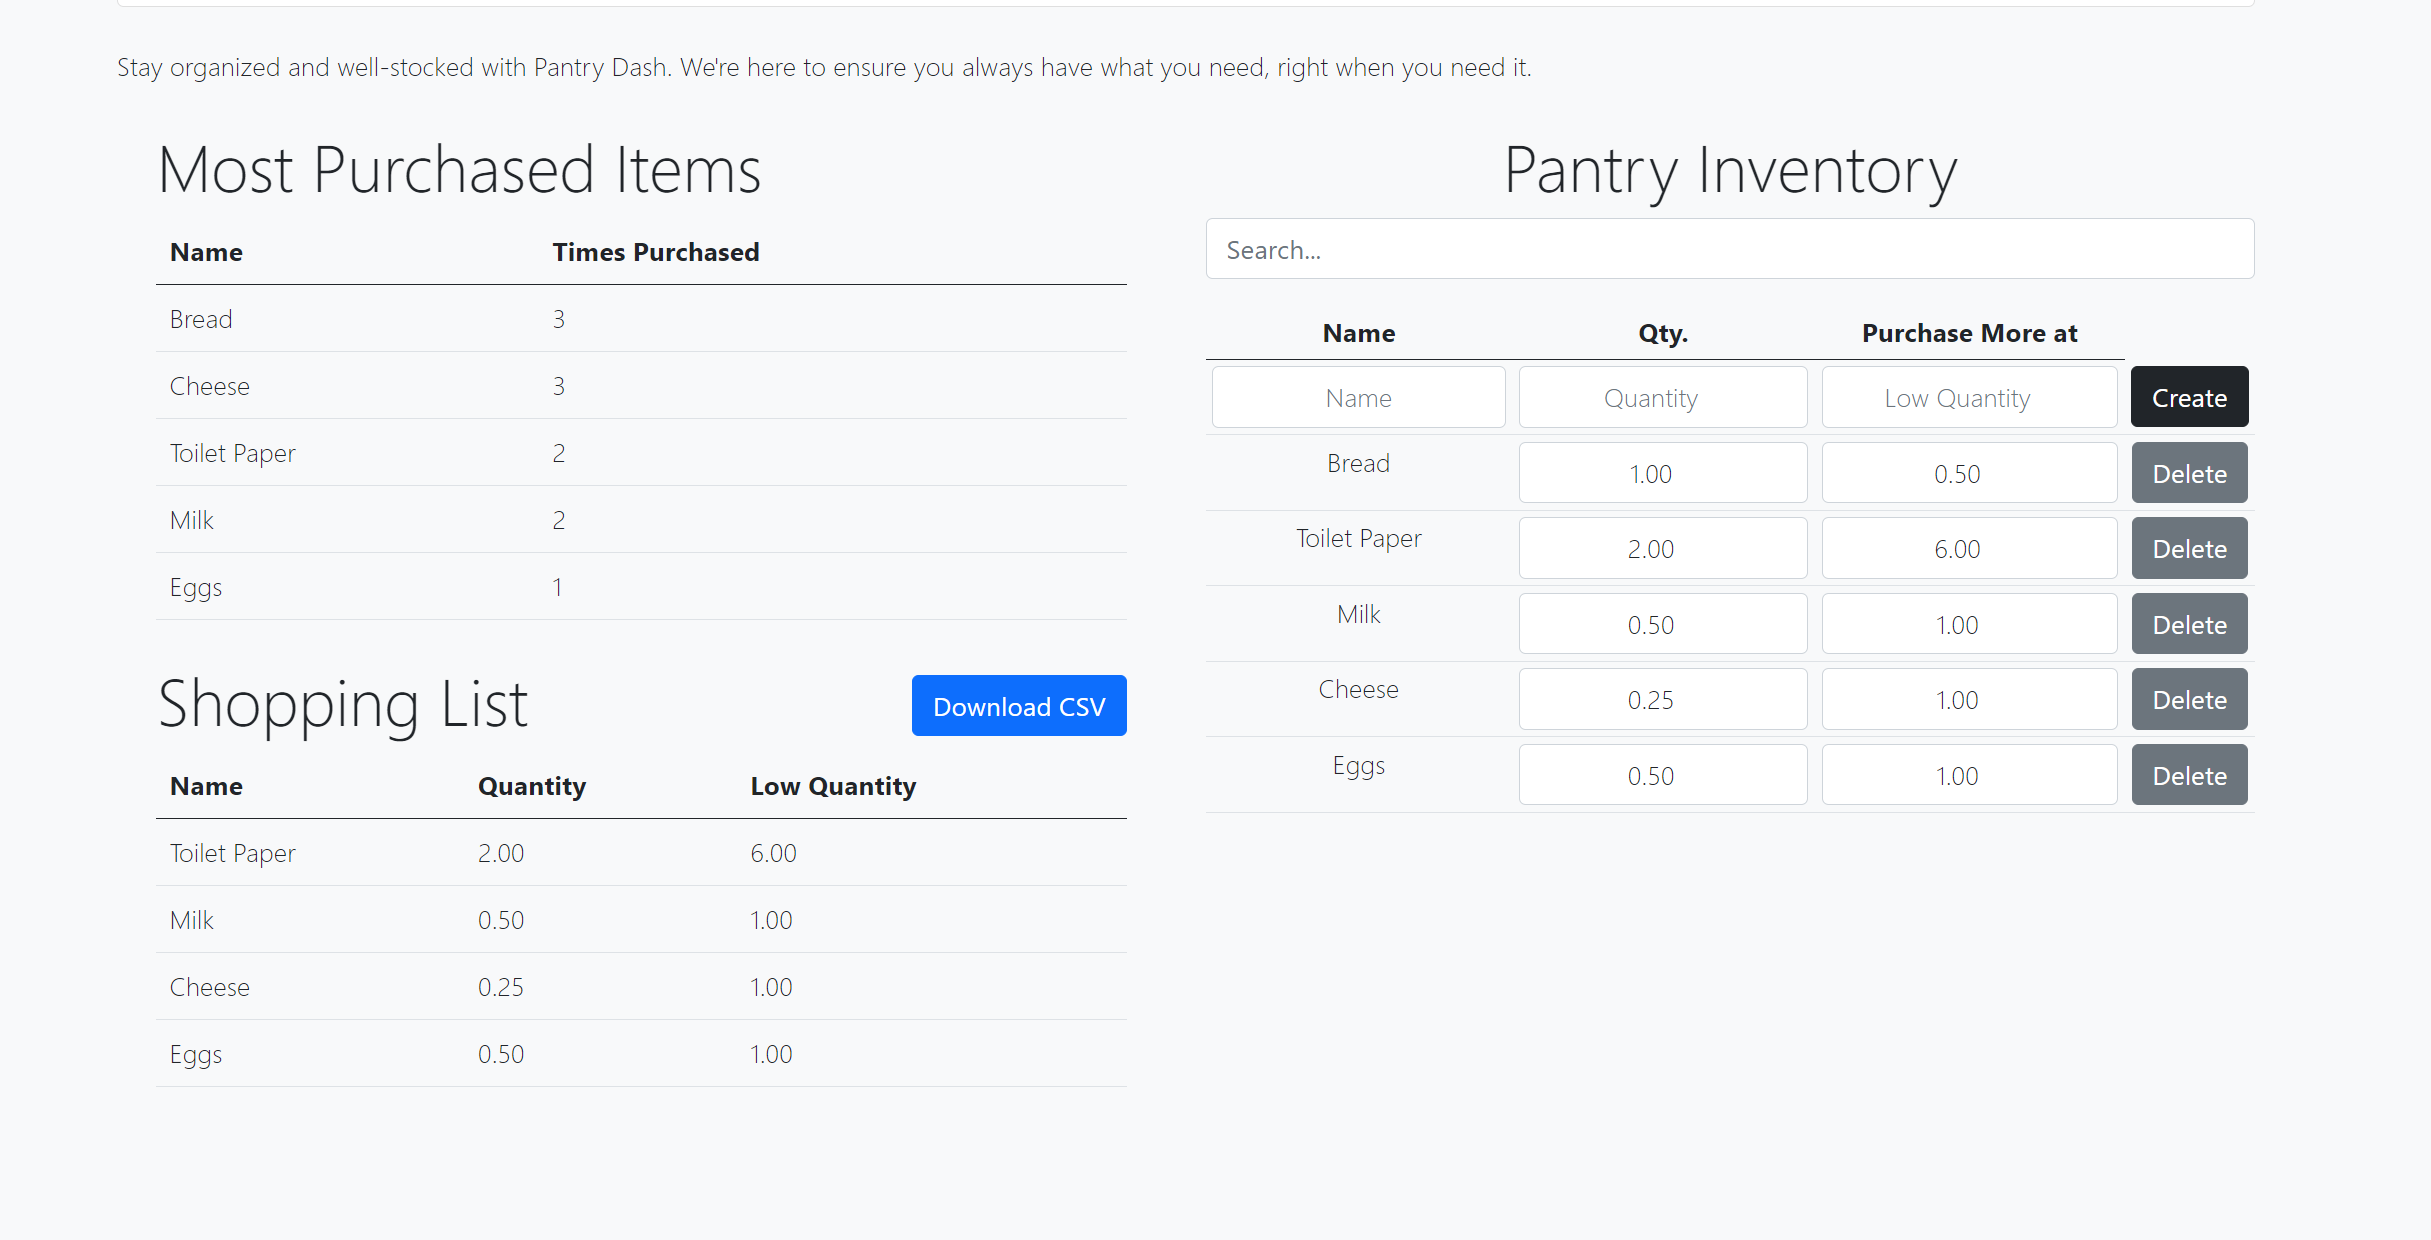 Stay organized and well-stocked with Pantry Dash. We're here to ensure you always have what you need, right when you need it.
Most Purchased Items
Name Times Purchased
Bread 3
Cheese 3
Toilet Paper 2
Milk 2
Eggs 1
Shopping List Download CSV
Name Quantity Low Quantity
Toilet Paper 2.00 6.00
Milk 0.50 1.00
Cheese 0.25 1.00
Eggs 0.50 1.00
Pantry Inventory
Search...
Name Qty. Purchase More at
Name Quantity Low Quantity Create
Bread 1.00 0.50 Delete
Toilet Paper 2.00 6.00 Delete
Milk 0.50 1.00 Delete
Cheese 0.25 1.00 Delete
Eggs 0.50 1.00 Delete